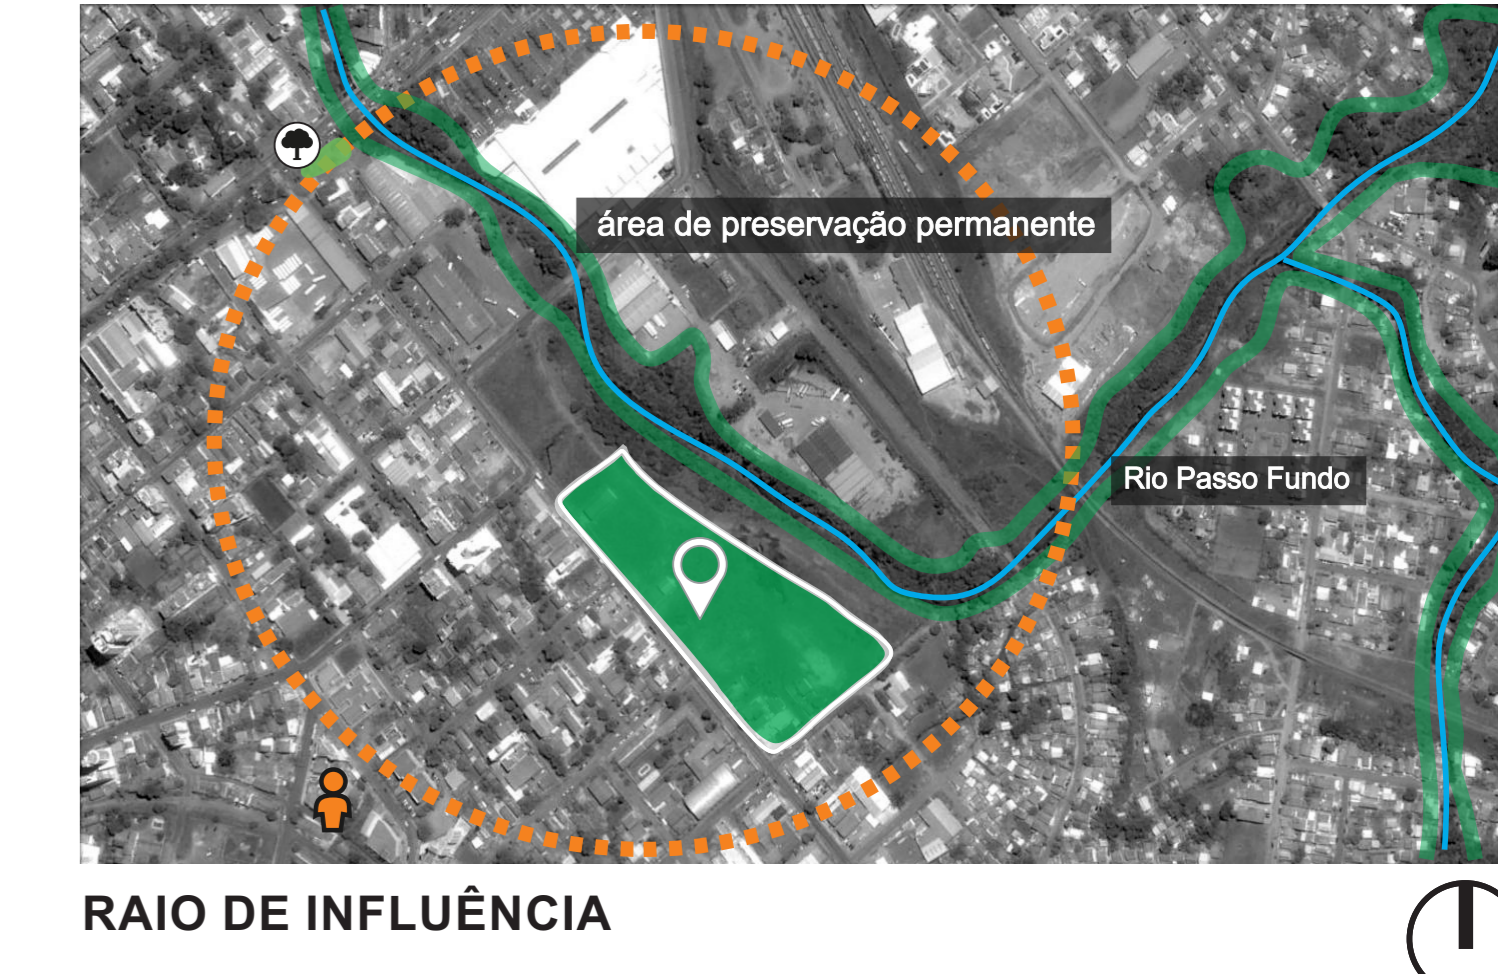 área de preservação permanente
Rio Passo Fundo
RAIO DE INFLUÊNCIA